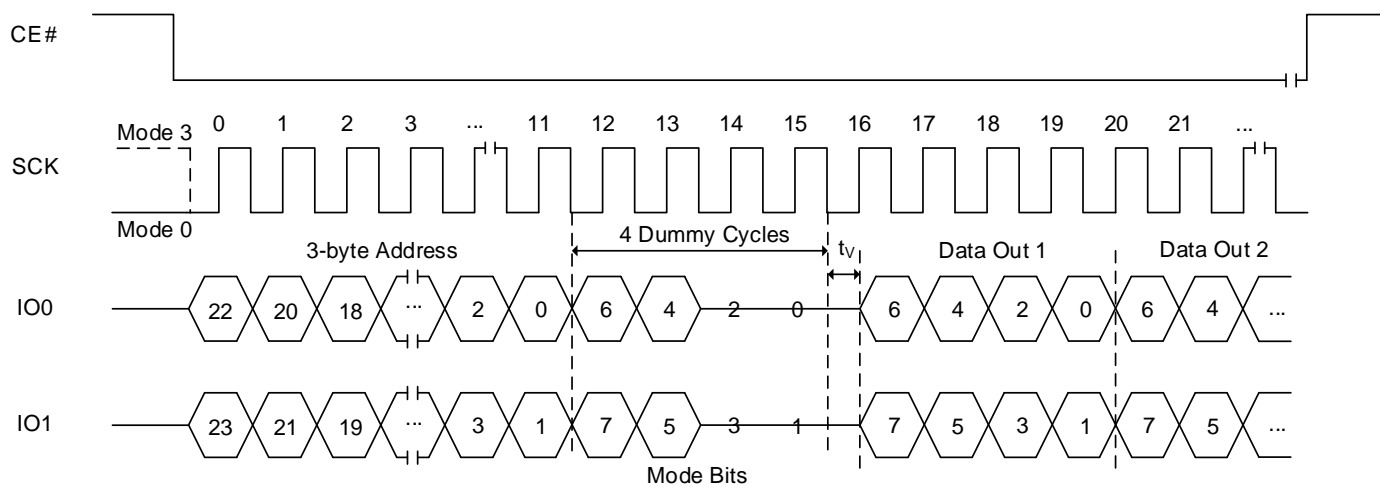 CE#
0 1 2 3 ... 11 12 13 14 15 16 17 18 19 20 21 ...
Mode 3
SCK
Mode 0
3-byte Address 4 Dummy Cycles tV Data Out 1 Data Out 2
IO0 22 20 18 ... 2 0 6 4 2 0 6 4 2 0 6 4 ...
IO1 23 21 19 ... 3 1 7 5 3 1 7 5 3 1 7 5 ...
Mode Bits